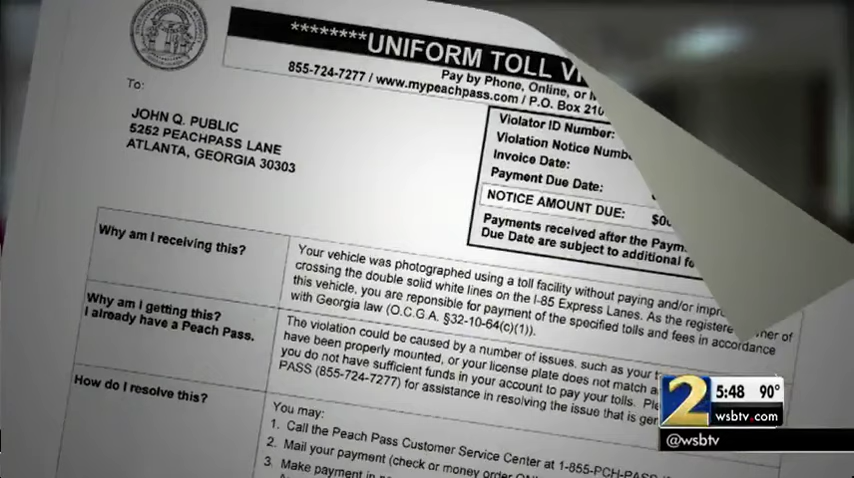 ********UNIFORM TOLL
Pay by Phone, Online, or
855-724-7277 / www.mypeachpass.com / P.O. Box 210
To:
JOHN Q. PUBLIC
5252 PEACHPASS LANE
ATLANTA, GEORGIA 30303
Violator ID Number:
Violation Notice
Invoice Date:
Payment Due Date:
NOTICE AMOUNT DUE:
Payments received after the
Due Date are subject to additional
Why am I receiving this?
Your vehicle was photographed using a toll facility without paying and/or
crossing the double solid white lines on the I-85 Express Lanes. As the
this vehicle, you are reponsible for payment of the specified tolls and fees in accordance
with Georgia law (O.C.G.A. §32-10-64(c)(1)).
Why am I getting this?
I already have a Peach Pass.
The violation could be caused by a number of issues, such as your
have been properly mounted, or your license plate does not match
you do not have sufficient funds in your account to pay your tolls.
PASS (855-724-7277) for assistance in resolving the issue that is
How do I resolve this?
You may:
1. Call the Peach Pass Customer Service Center at 1-855-PCH-PASS
2. Mail your payment (check or money order
3. Make payment in
2 5:48 90°
wsbtv.com
@wsbtv